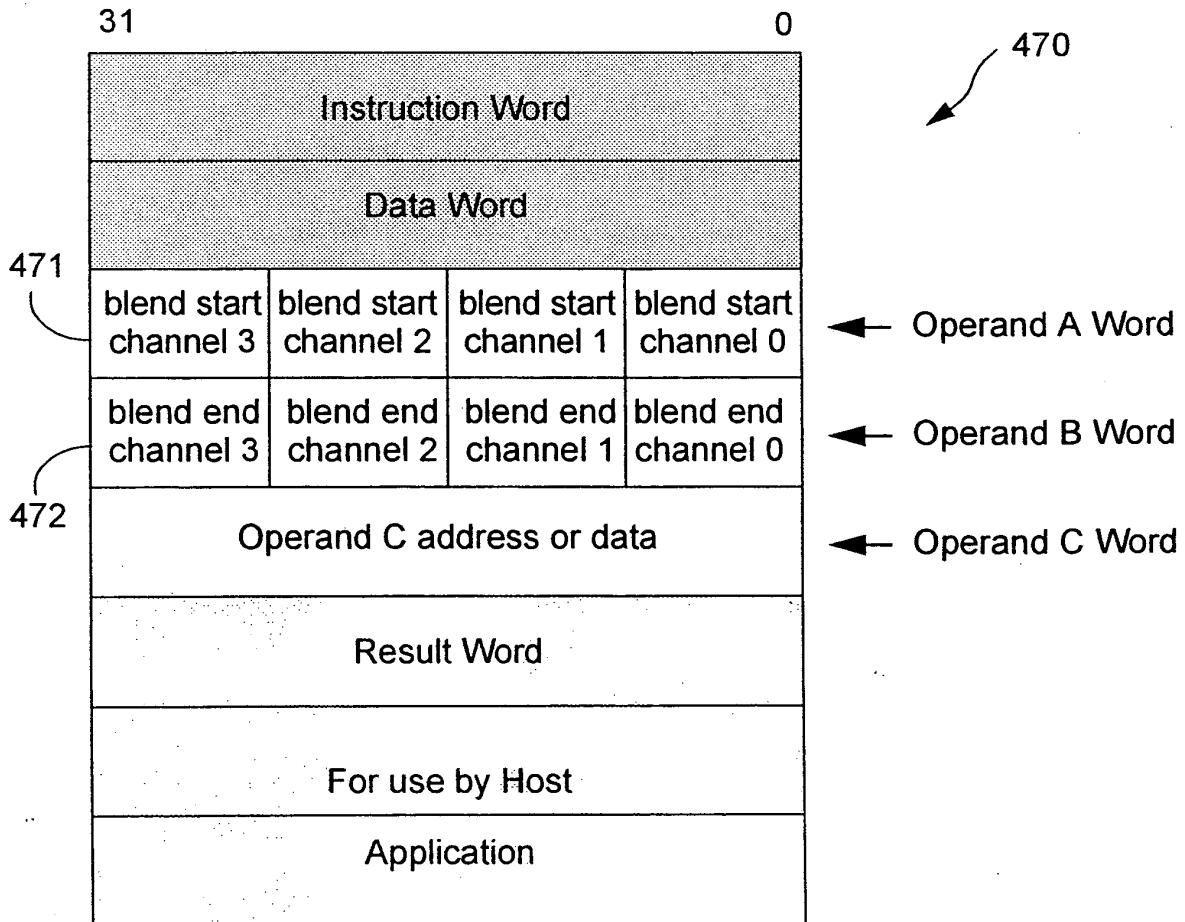 31 0
470
Instruction Word
Data Word
471
blend start blend start blend start blend start
channel 3 channel 2 channel 1 channel 0
Operand A Word
blend end blend end blend end blend end
channel 3 channel 2 channel 1 channel 0
Operand B Word
472
Operand C address or data
Operand C Word
Result Word
For use by Host
Application